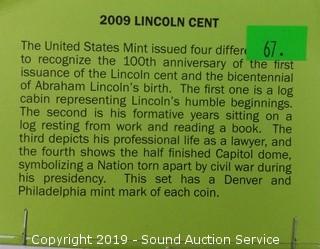 2009 LINCOLN CENT
67.
The United States Mint issued four
to recognize the 100th anniversary of the first
issuance of the Lincoln cent and the bicentennial
of Abraham Lincoln's birth. The first one is a log
cabin representing Lincoln's humble beginnings.
The second is his formative years sitting on a
log resting from work and reading a book. The
third depicts his professional life as a lawyer, and
the fourth shows the half finished Capitol dome,
symbolizing a Nation torn apart by civil war during
his presidency. This set has a Denver and
Philadelphia mint mark of each coin.
Copyright 2019 - Sound Auction Service